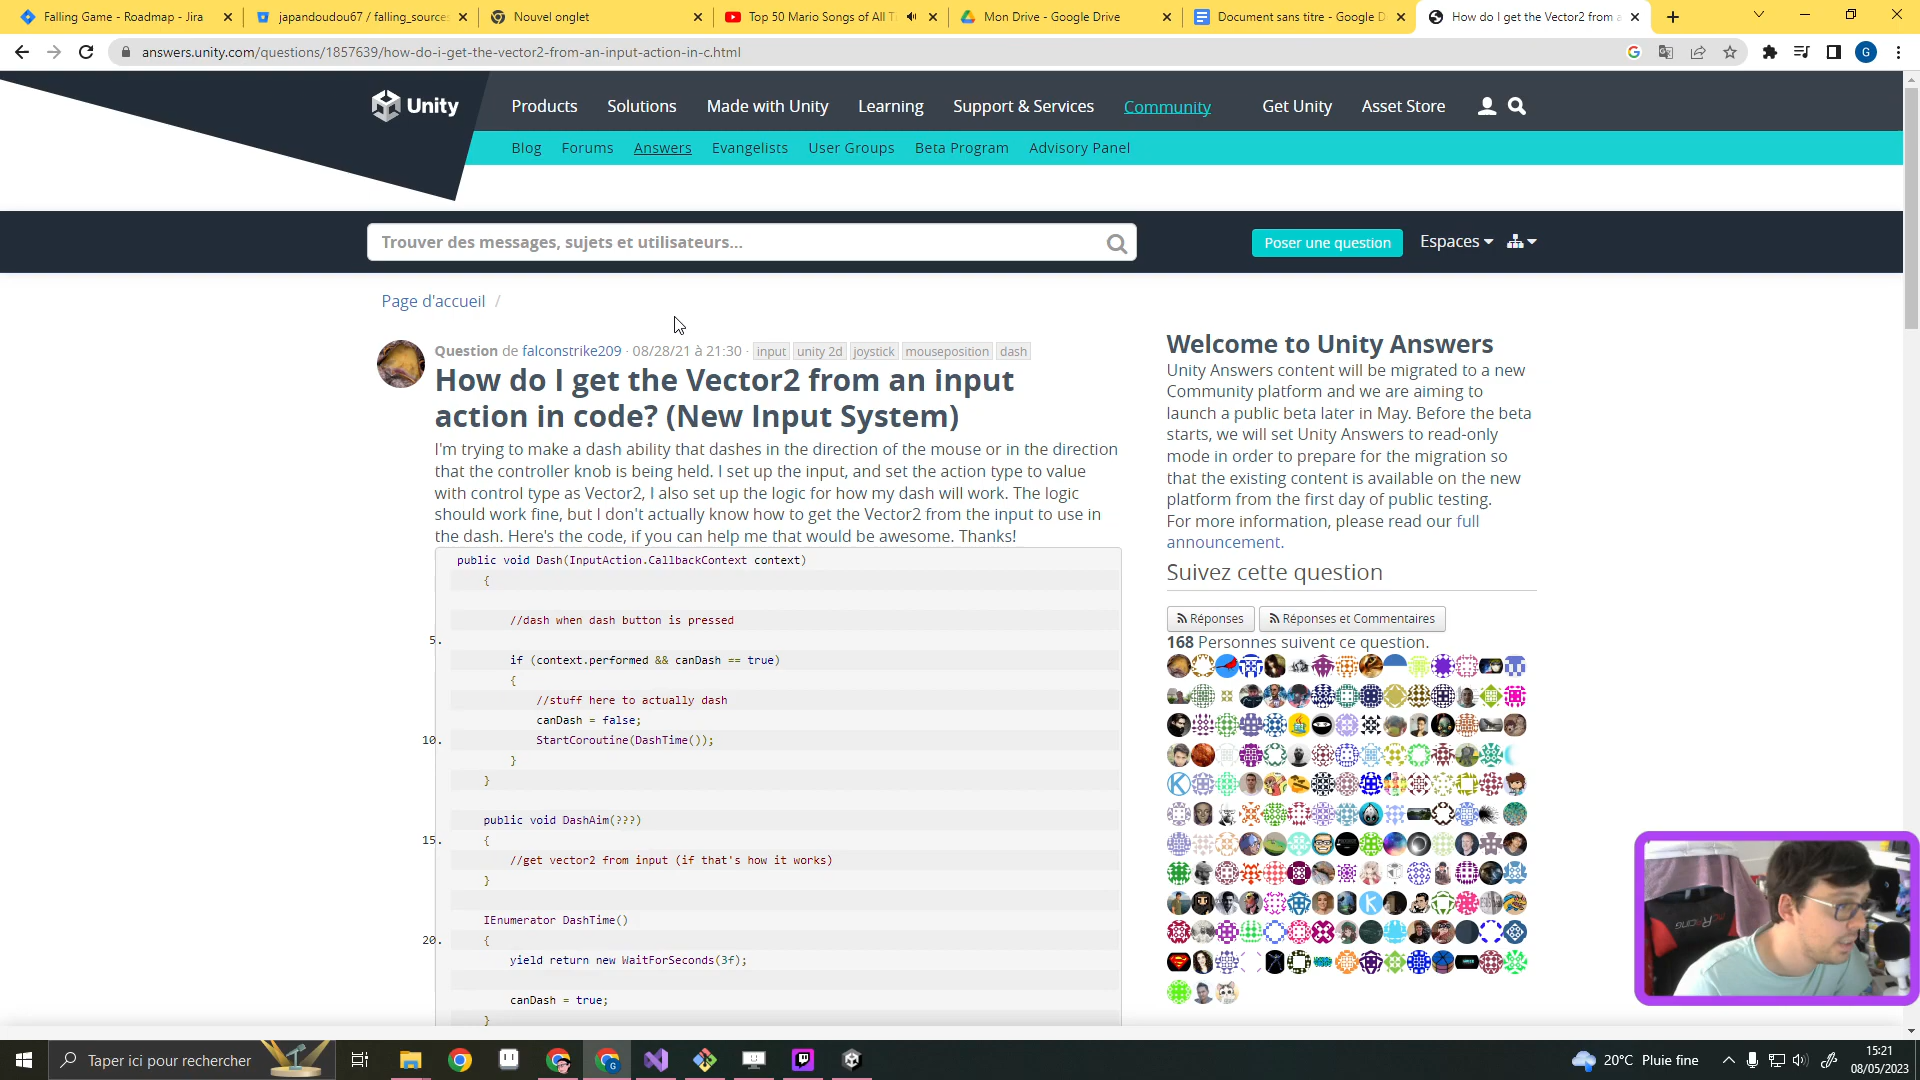 Falling Game - Roadmap - Jira
japandoudou67 / falling_source
Nouvel onglet
Top 50 Mario Songs of All T
Mon Drive - Google Drive
Document sans titre - Google D
How do I get the Vector2 from a
answers.unity.com/questions/1857639/how-do-i-get-the-vector2-from-an-input-action-in-c.html
G
Unity
Products
Solutions
Made with Unity
Learning
Support & Services
Community
Get Unity
Asset Store
Blog
Forums
Answers
Evangelists
User Groups
Beta Program
Advisory Panel
Trouver des messages, sujets et utilisateurs...
Poser une question
Espaces
Page d'accueil /
Question de falconstrike209 · 08/28/21 à 21:30 · input unity 2d joystick mouseposition dash
How do I get the Vector2 from an input
action in code? (New Input System)
I'm trying to make a dash ability that dashes in the direction of the mouse or in the direction
that the controller knob is being held. I set up the input, and set the action type to value
with control type as Vector2, I also set up the logic for how my dash will work. The logic
should work fine, but I don't actually know how to get the Vector2 from the input to use in
the dash. Here's the code, if you can help me that would be awesome. Thanks!
public void Dash(InputAction.CallbackContext context)
{
//dash when dash button is pressed
5.
if (context.performed && canDash == true)
{
//stuff here to actually dash
canDash = false;
10. StartCoroutine(DashTime());
}
}
public void DashAim(???)
15. {
//get vector2 from input (if that's how it works)
}
IEnumerator DashTime()
20. {
yield return new WaitForSeconds(3f);
canDash = true;
}
Welcome to Unity Answers
Unity Answers content will be migrated to a new
Community platform and we are aiming to
launch a public beta later in May. Before the beta
starts, we will set Unity Answers to read-only
mode in order to prepare for the migration so
that the existing content is available on the new
platform from the first day of public testing.
For more information, please read our full
announcement.
Suivez cette question
Réponses
Réponses et Commentaires
168 Personnes suivent ce question.
Taper ici pour rechercher
20°C Pluie fine
15:21
08/05/2023